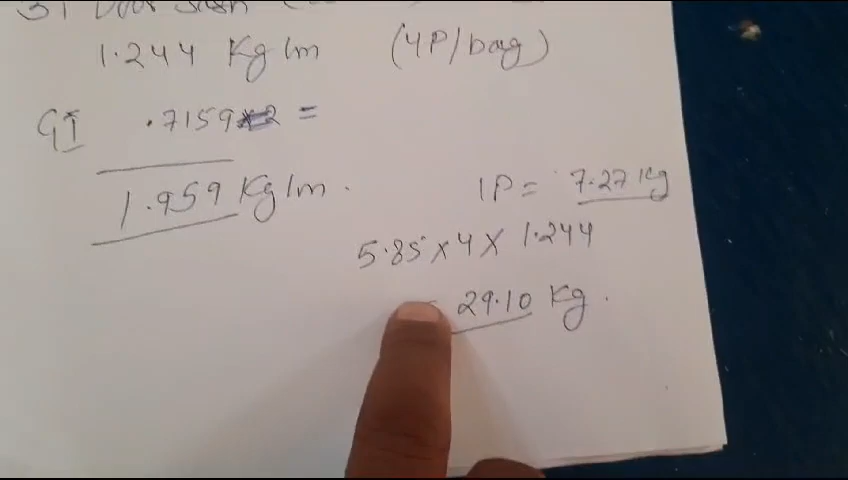 1.244 Kg/m (4P/bag)
GI .7159 =
1.959 Kg/m.
1P = 7.27 Kg
5.85 x 4 x 1.244
= 29.10 Kg.